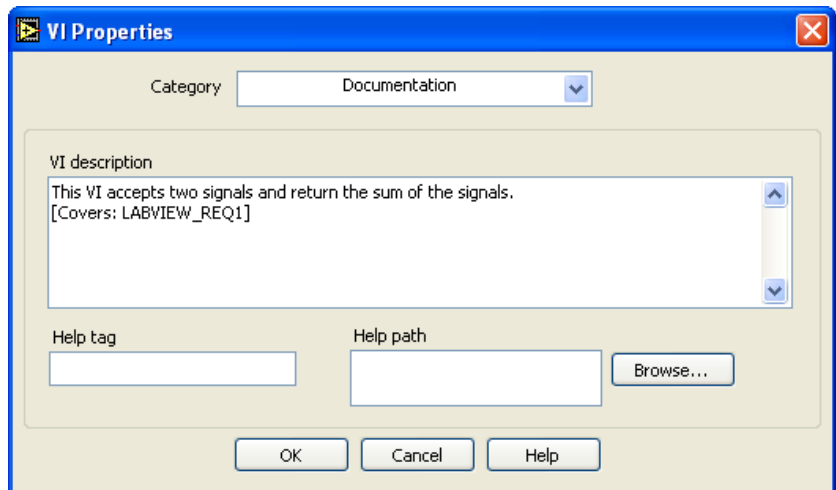 VI Properties
Category
Documentation
VI description
This VI accepts two signals and return the sum of the signals.
[Covers: LABVIEW_REQ1]
Help tag
Help path
Browse...
OK
Cancel
Help